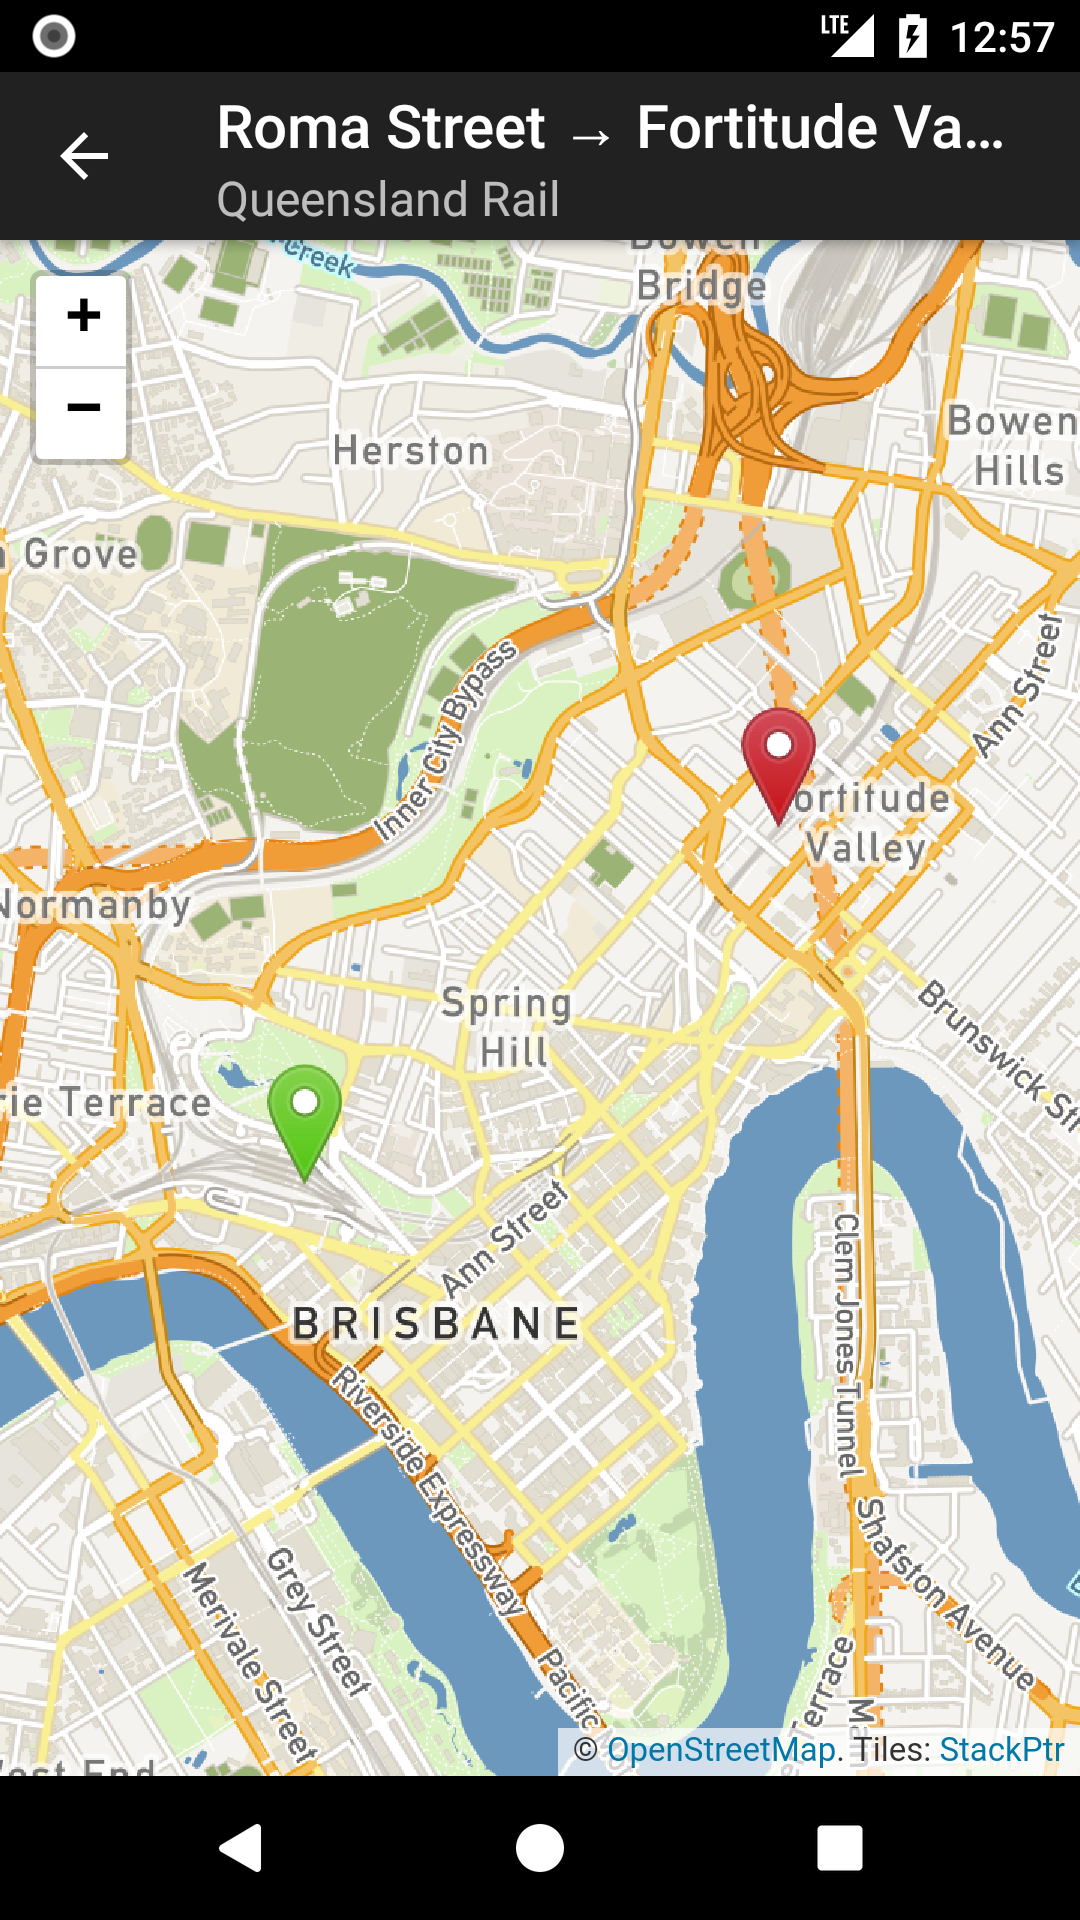 LTE 12:57
Roma Street → Fortitude Va...
Queensland Rail
Creek
Bowen
Bridge
+
−
Herston
Bowen
Hills
Grove
Inner City Bypass
Ann Street
ortitude
Valley
Normanby
Spring
Hill
Brunswick St
rie Terrace
Ann Street
BRISBANE
Clem Jones Tunnel
Riverside Expressway
Shafston Avenue
Grey Street
Merivale Street
Pacific
Terrace
est End
© OpenStreetMap. Tiles: StackPtr